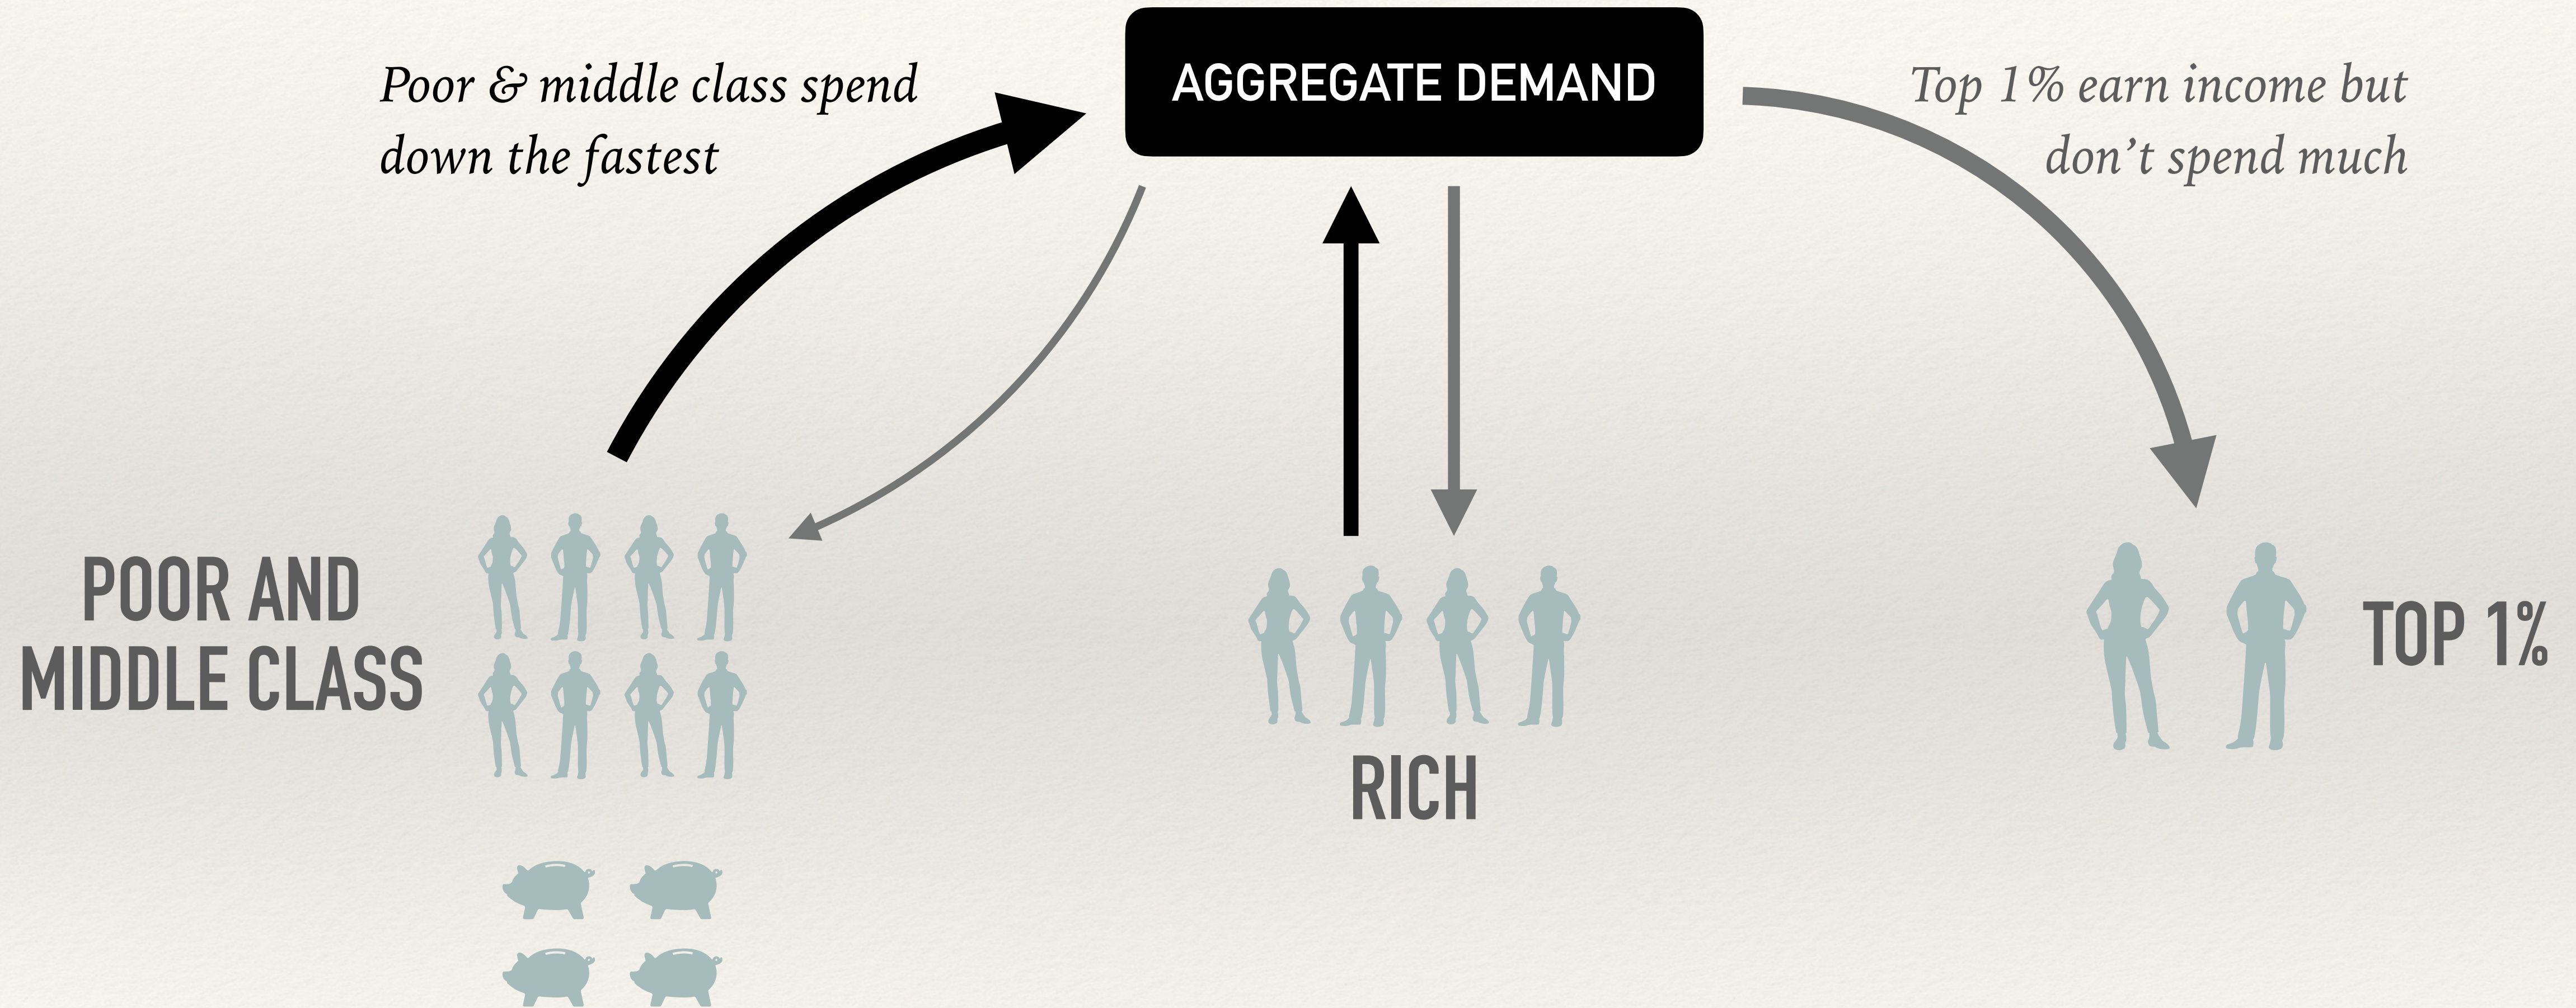 Poor & middle class spend
down the fastest
AGGREGATE DEMAND
Top 1% earn income but
don’t spend much
POOR AND
MIDDLE CLASS
RICH
TOP 1%